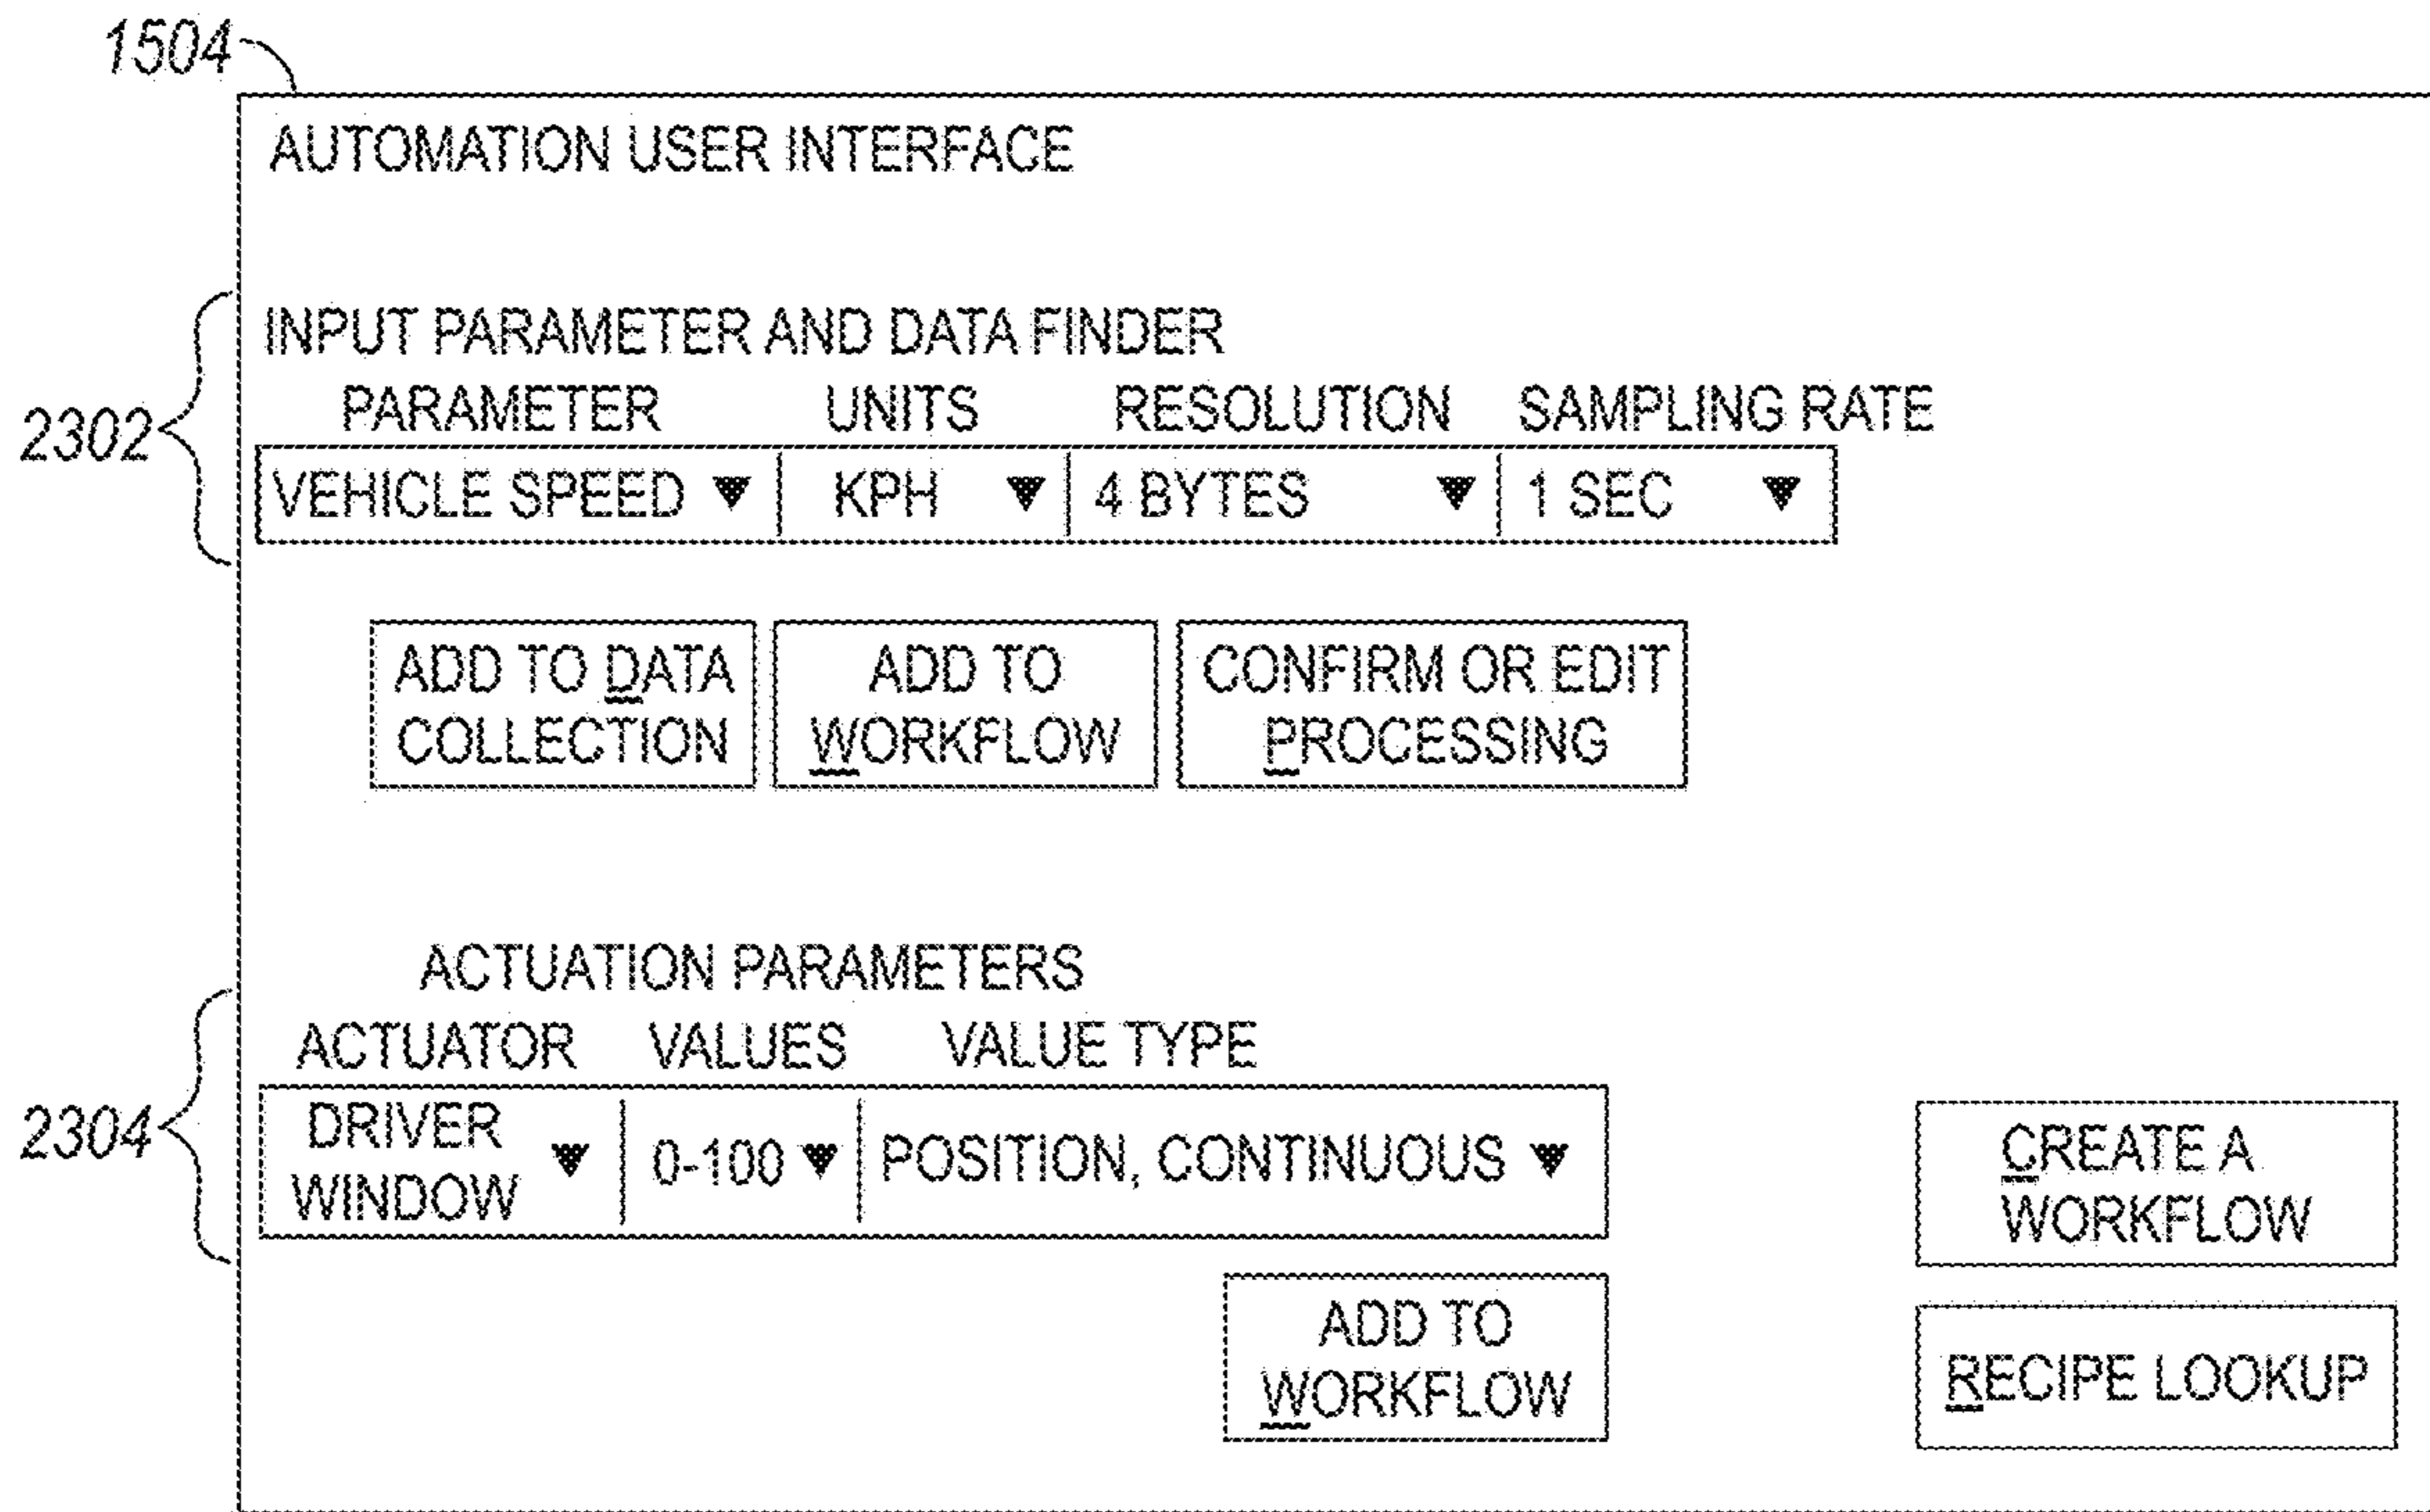 1504
AUTOMATION USER INTERFACE
INPUT PARAMETER AND DATA FINDER
2302
PARAMETER UNITS RESOLUTION SAMPLING RATE
VEHICLE SPEED ▼ KPH ▼ 4 BYTES ▼ 1 SEC ▼
ADD TO DATA
COLLECTION
ADD TO
WORKFLOW
CONFIRM OR EDIT
PROCESSING
ACTUATION PARAMETERS
ACTUATOR VALUES VALUE TYPE
2304
DRIVER
WINDOW ▼ 0-100 ▼ POSITION, CONTINUOUS ▼
CREATE A
WORKFLOW
ADD TO
WORKFLOW
RECIPE LOOKUP